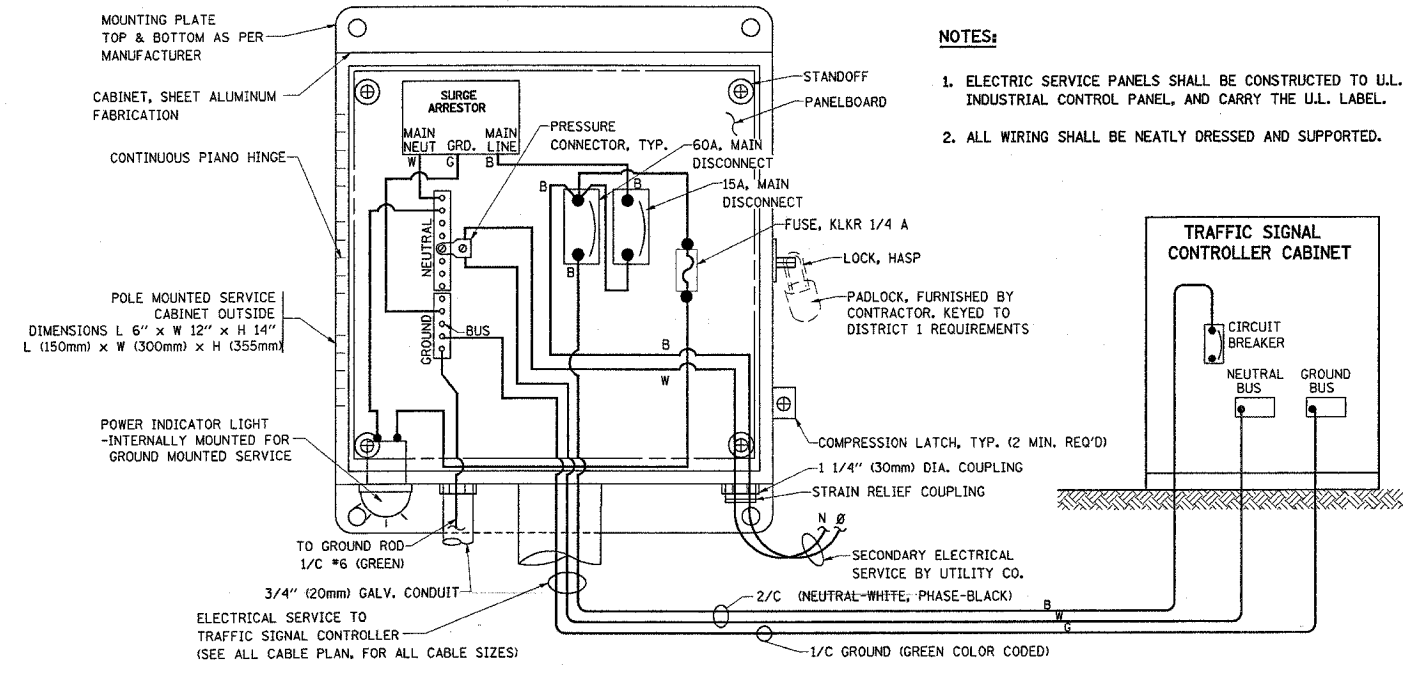 MOUNTING PLATE
TOP & BOTTOM AS PER
MANUFACTURER
CABINET, SHEET ALUMINUM
FABRICATION
CONTINUOUS PIANO HINGE
POLE MOUNTED SERVICE
CABINET OUTSIDE
DIMENSIONS L 6" x W 12" x H 14"
L (150mm) x W (300mm) x H (355mm)
POWER INDICATOR LIGHT
-INTERNALLY MOUNTED FOR
GROUND MOUNTED SERVICE
SURGE
ARRESTOR
MAIN
NEUT
GRD.
MAIN
LINE
W
G
B
NEUTRAL
GROUND
BUS
PRESSURE
CONNECTOR, TYP.
STANDOFF
PANELBOARD
60A, MAIN
DISCONNECT
15A, MAIN
DISCONNECT
FUSE, KLKR 1/4 A
B
B
B
B
W
LOCK, HASP
PADLOCK, FURNISHED BY
CONTRACTOR. KEYED TO
DISTRICT 1 REQUIREMENTS
COMPRESSION LATCH, TYP. (2 MIN. REQ'D)
1 1/4" (30mm) DIA. COUPLING
STRAIN RELIEF COUPLING
N Ø
SECONDARY ELECTRICAL
SERVICE BY UTILITY CO.
TO GROUND ROD
1/C #6 (GREEN)
3/4" (20mm) GALV. CONDUIT
ELECTRICAL SERVICE TO
TRAFFIC SIGNAL CONTROLLER
(SEE ALL CABLE PLAN, FOR ALL CABLE SIZES)
2/C (NEUTRAL-WHITE, PHASE-BLACK)
B
W
G
1/C GROUND (GREEN COLOR CODED)
NOTES:
1. ELECTRIC SERVICE PANELS SHALL BE CONSTRUCTED TO U.L.
INDUSTRIAL CONTROL PANEL, AND CARRY THE U.L. LABEL.
2. ALL WIRING SHALL BE NEATLY DRESSED AND SUPPORTED.
TRAFFIC SIGNAL
CONTROLLER CABINET
CIRCUIT
BREAKER
NEUTRAL
BUS
GROUND
BUS